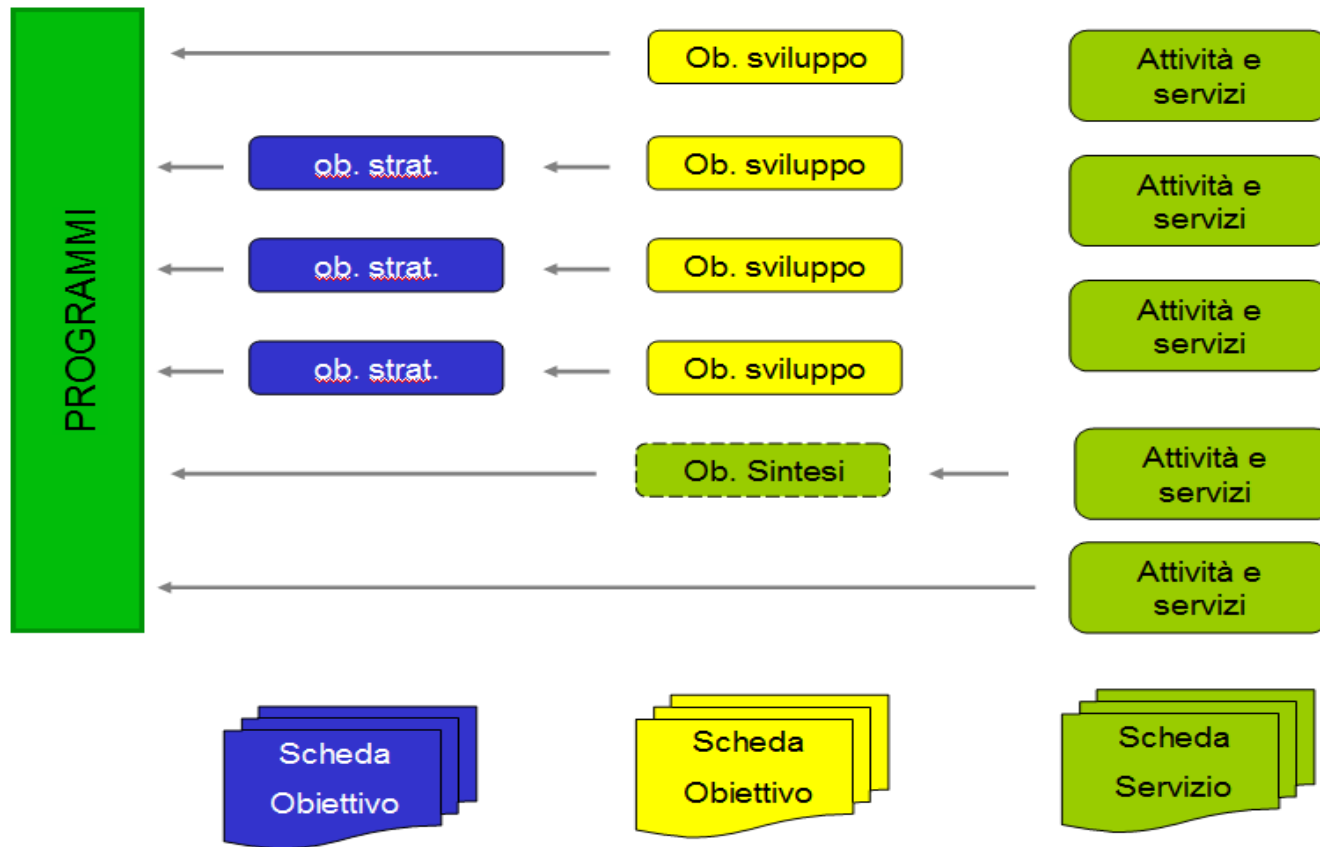 PROGRAMMI
Ob. sviluppo
Attività e
servizi
ob. strat.
Ob. sviluppo
Attività e
servizi
ob. strat.
Ob. sviluppo
Attività e
servizi
ob. strat.
Ob. sviluppo
Ob. Sintesi
Attività e
servizi
Attività e
servizi
Scheda
Obiettivo
Scheda
Obiettivo
Scheda
Servizio